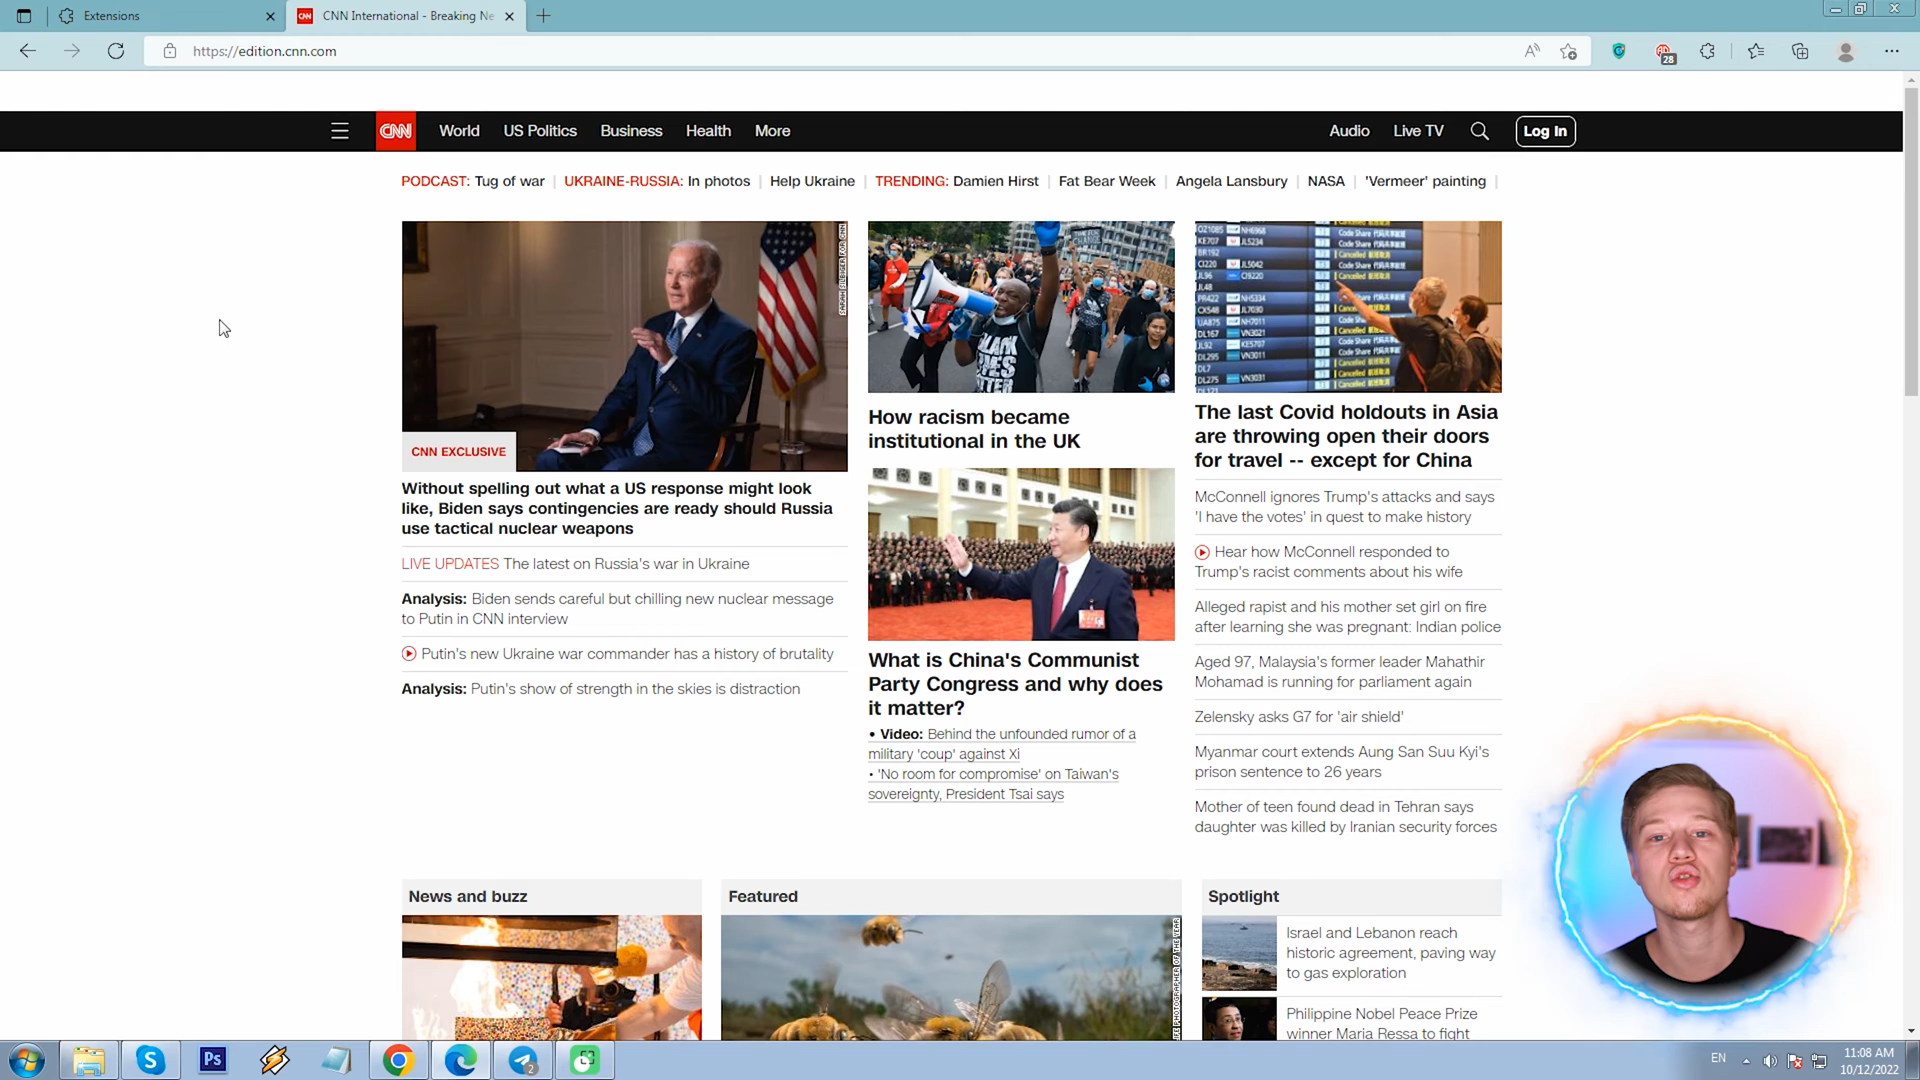 Extensions
CNN International - Breaking Ne
https://edition.cnn.com
28
CNN
World
US Politics
Business
Health
More
Audio
Live TV
Log In
PODCAST: Tug of war
UKRAINE-RUSSIA: In photos
Help Ukraine
TRENDING: Damien Hirst
Fat Bear Week
Angela Lansbury
NASA
'Vermeer' painting
CNN EXCLUSIVE
Without spelling out what a US response might look
like, Biden says contingencies are ready should Russia
use tactical nuclear weapons
LIVE UPDATES The latest on Russia's war in Ukraine
Analysis: Biden sends careful but chilling new nuclear message
to Putin in CNN interview
Putin's new Ukraine war commander has a history of brutality
Analysis: Putin's show of strength in the skies is distraction
BLACK
How racism became
institutional in the UK
What is China's Communist
Party Congress and why does
it matter?
• Video: Behind the unfounded rumor of a
military 'coup' against Xi
• 'No room for compromise' on Taiwan's
sovereignty, President Tsai says
The last Covid holdouts in Asia
are throwing open their doors
for travel -- except for China
McConnell ignores Trump's attacks and says
'I have the votes' in quest to make history
Hear how McConnell responded to
Trump's racist comments about his wife
Alleged rapist and his mother set girl on fire
after learning she was pregnant: Indian police
Aged 97, Malaysia's former leader Mahathir
Mohamad is running for parliament again
Zelensky asks G7 for 'air shield'
Myanmar court extends Aung San Suu Kyi's
prison sentence to 26 years
Mother of teen found dead in Tehran says
daughter was killed by Iranian security forces
News and buzz
Featured
Spotlight
Israel and Lebanon reach
historic agreement, paving way
to gas exploration
Philippine Nobel Peace Prize
winner Maria Ressa to fight
Ps
2
EN
11:08 AM
10/12/2022